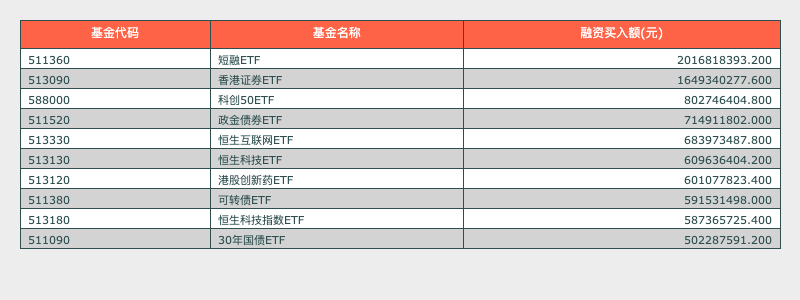 基金代码 基金名称 融资买入额(元)
511360 短融ETF 2016818393.200
513090 香港证券ETF 1649340277.600
588000 科创50ETF 802746404.800
511520 政金债券ETF 714911802.000
513330 恒生互联网ETF 683973487.800
513130 恒生科技ETF 609636404.200
513120 港股创新药ETF 601077823.400
511380 可转债ETF 591531498.000
513180 恒生科技指数ETF 587365725.400
511090 30年国债ETF 502287591.200